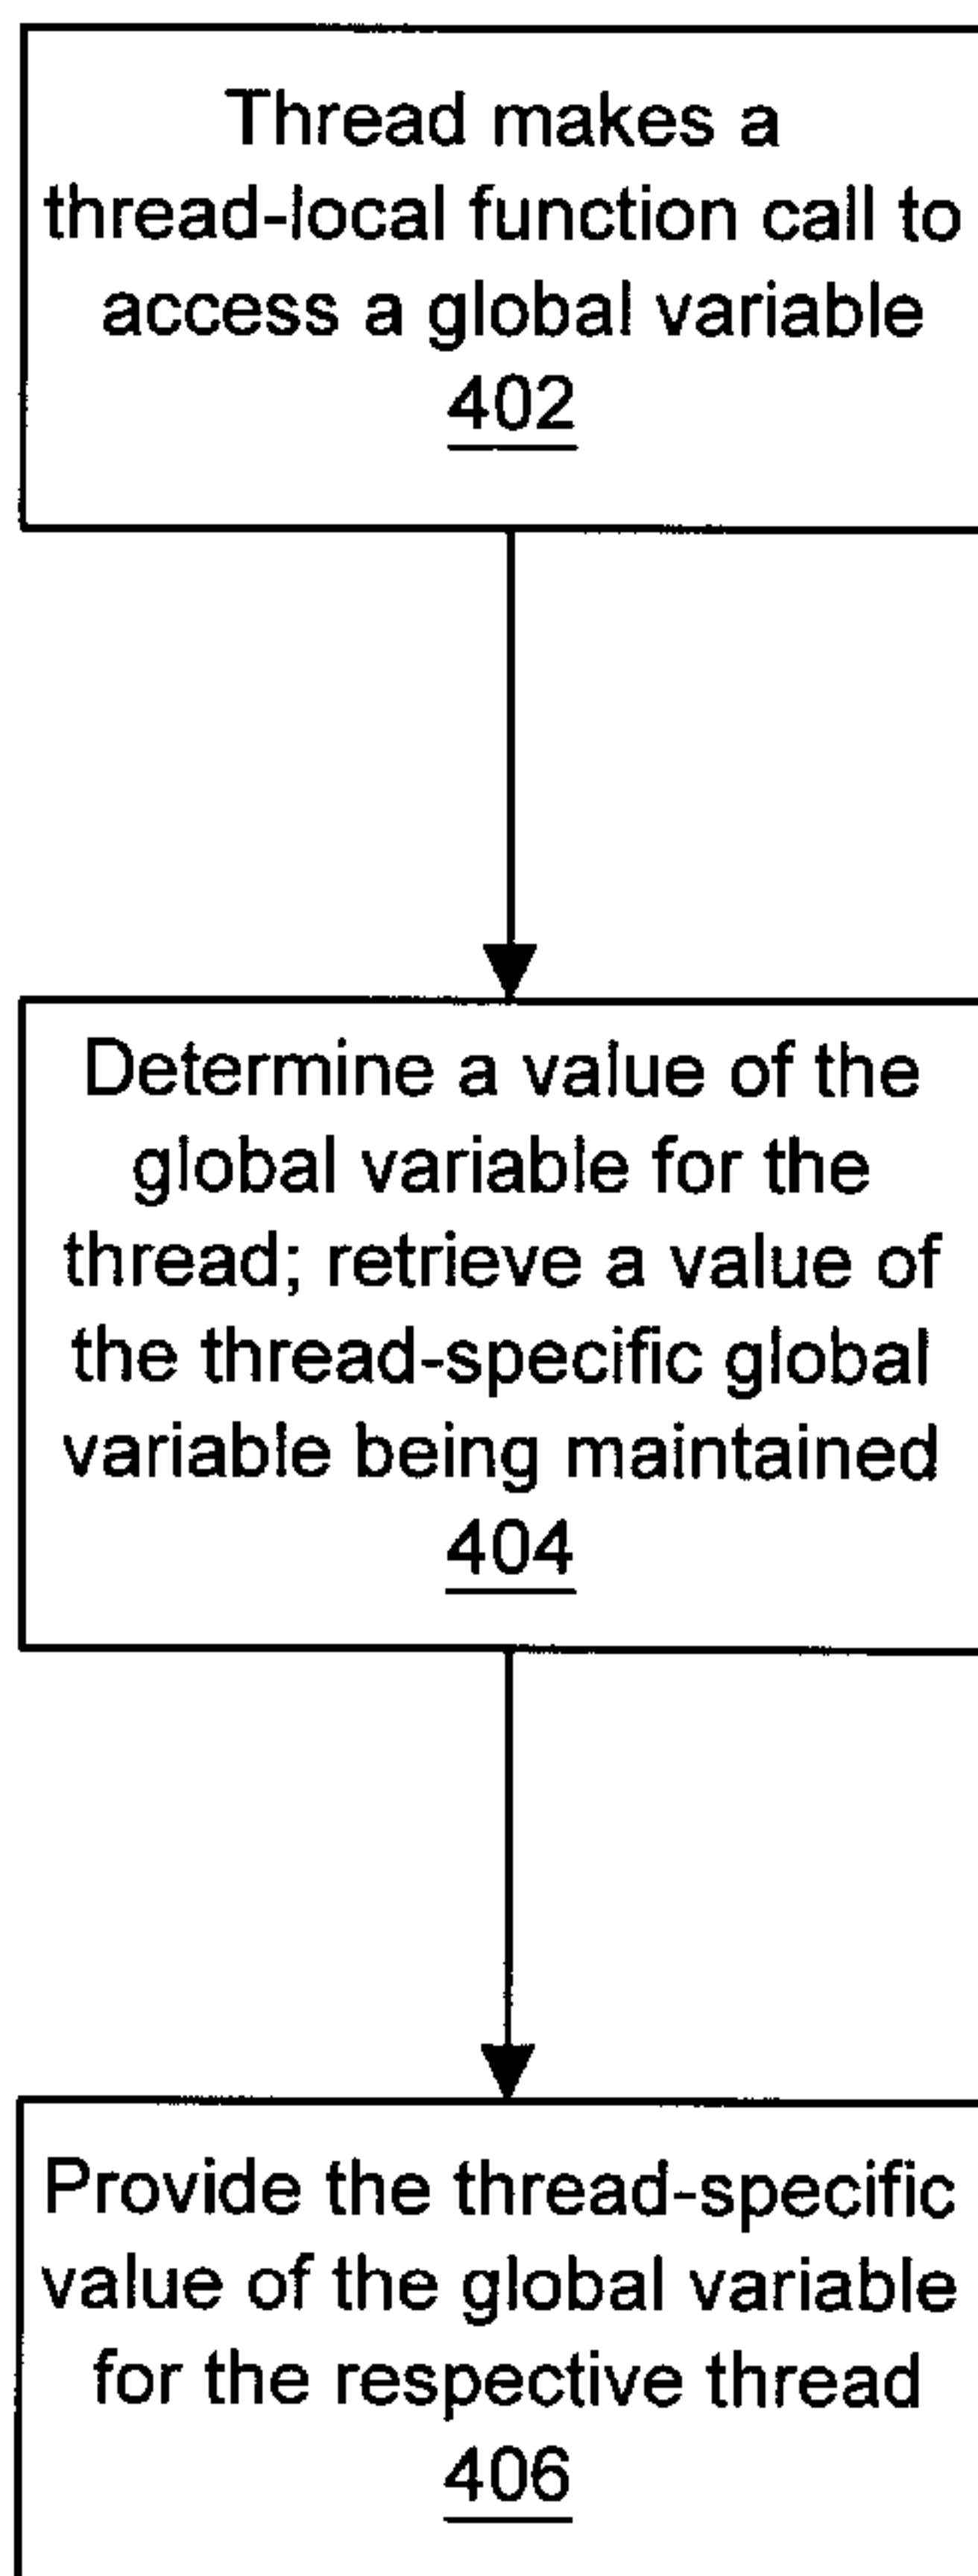 Thread makes a
thread-local function call to
access a global variable
402
Determine a value of the
global variable for the
thread; retrieve a value of
the thread-specific global
variable being maintained
404
Provide the thread-specific
value of the global variable
for the respective thread
406